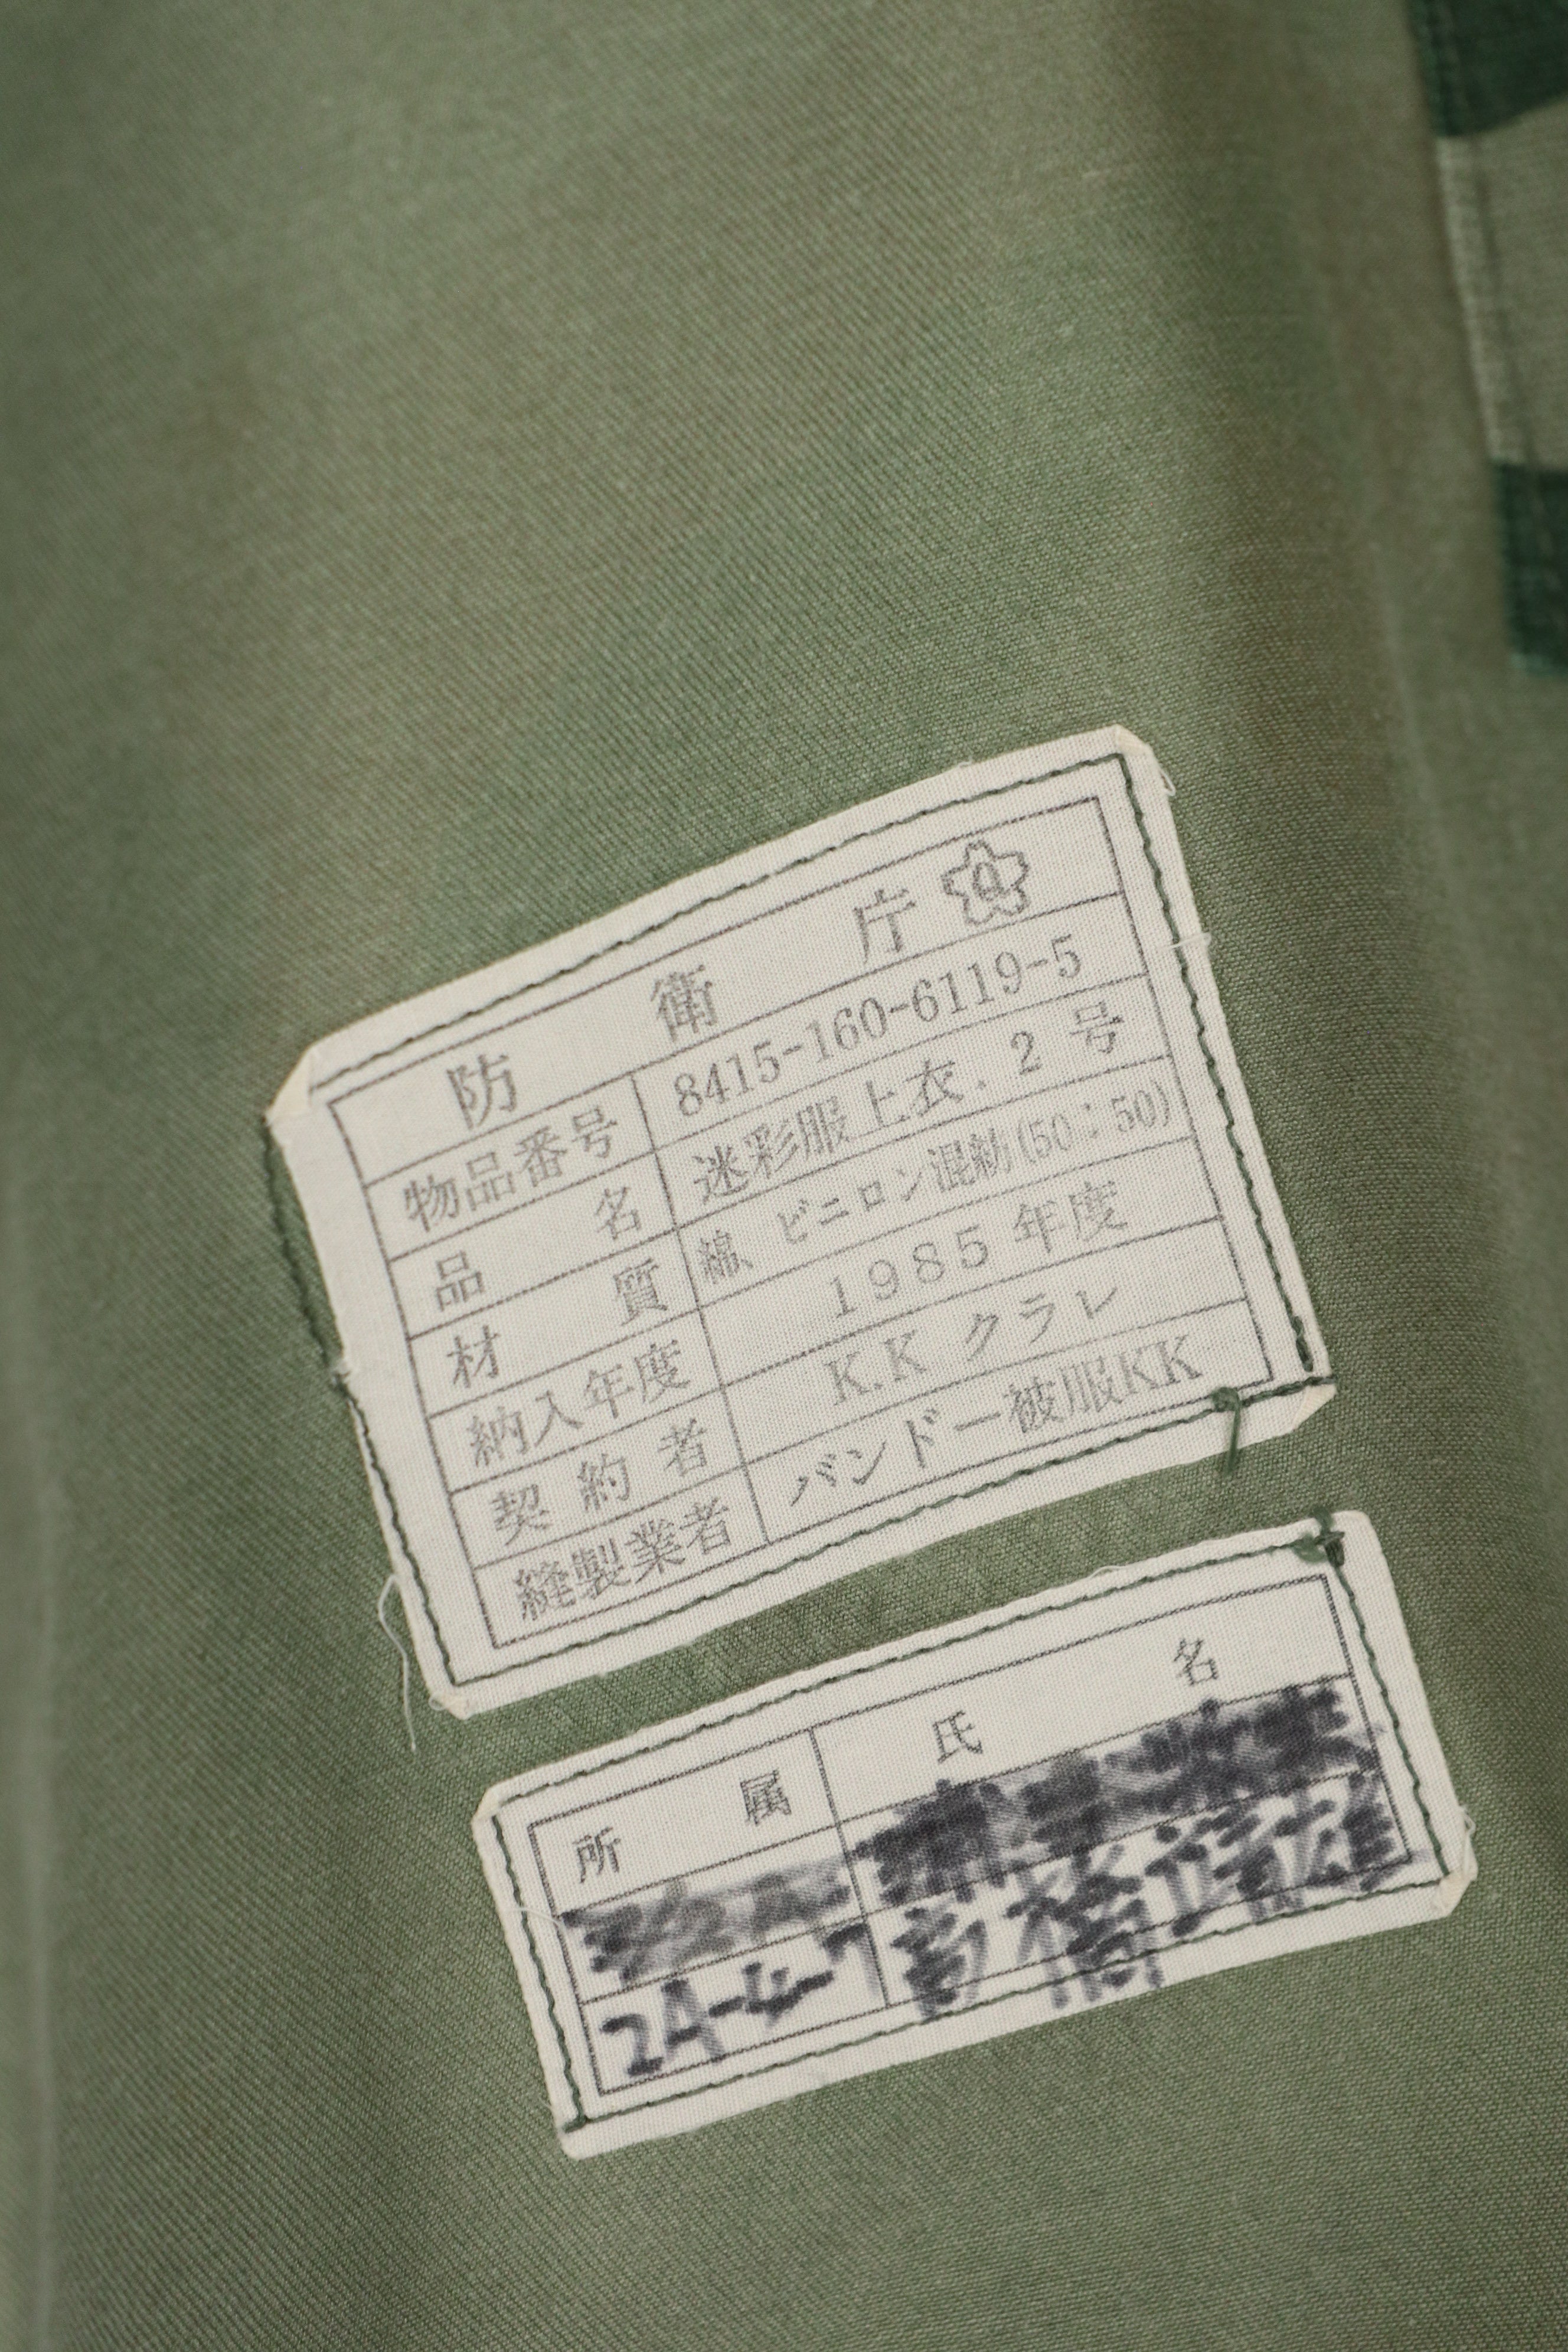 防衛庁
物品番号 8415-160-6119-5
品名 迷彩服上衣. 2号
材質 綿、ビニロン混紡(50:50)
納入年度 1985年度
契約者 K.K クラレ
縫製業者 バンドー被服KK
所属 氏名
2A-4-7 高橋